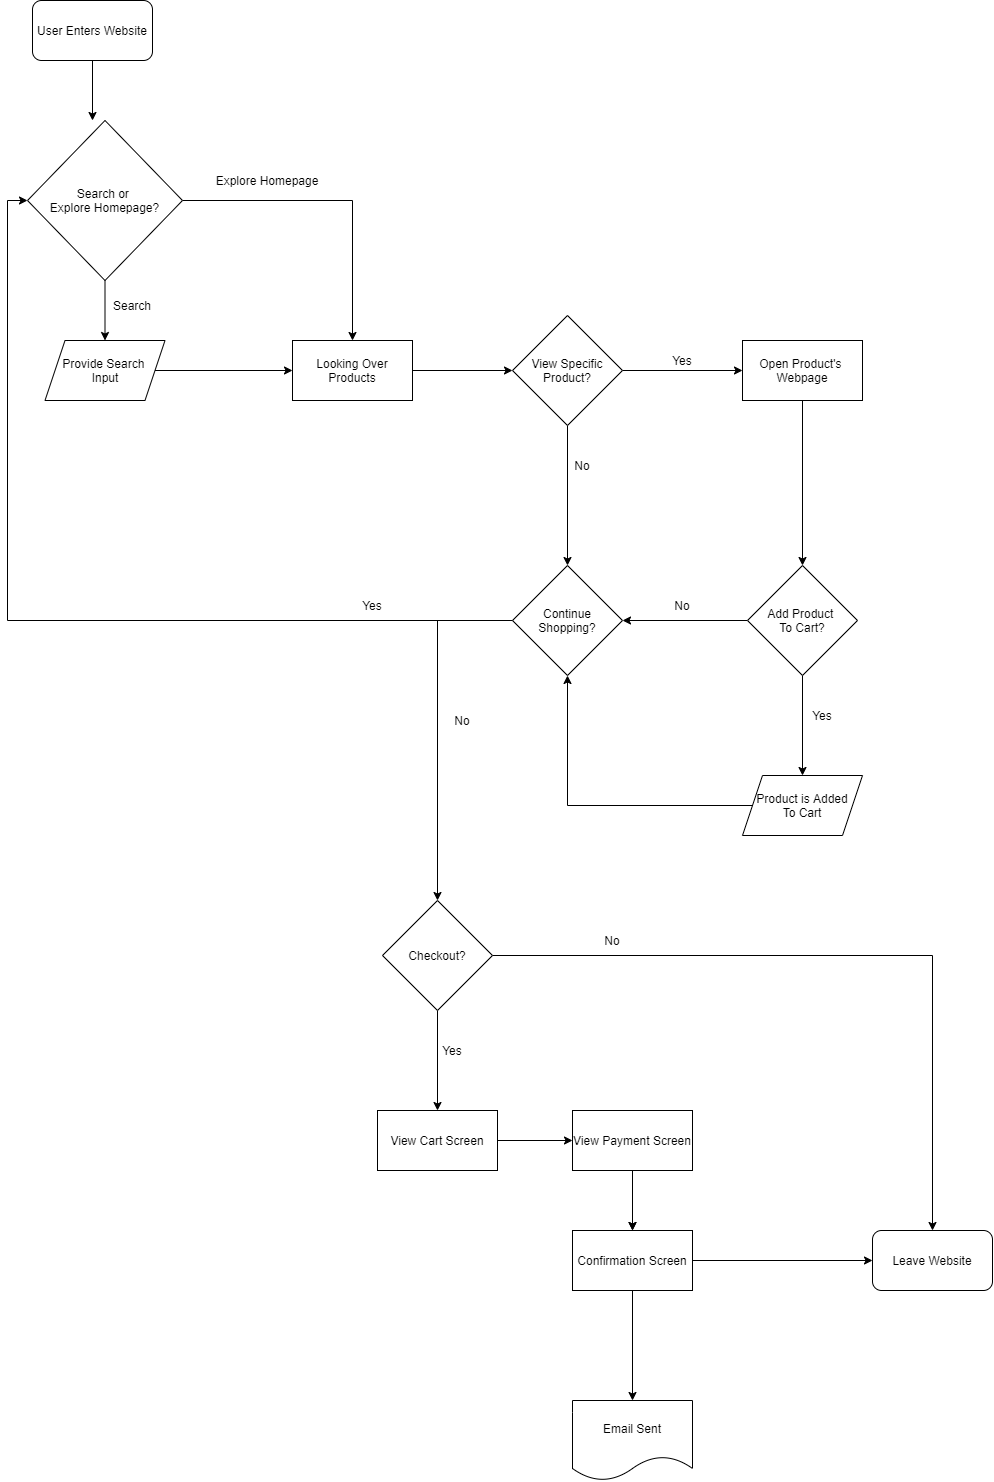 User Enters Website
Explore Homepage
Search or
Explore Homepage?
Search
Provide Search
Input
Looking Over
Products
View Specific
Product?
Yes
Open Product's
Webpage
No
Yes
Continue
Shopping?
No
Add Product
To Cart?
No
Yes
Product is Added
To Cart
Checkout?
No
Yes
View Cart Screen
View Payment Screen
Confirmation Screen
Leave Website
Email Sent